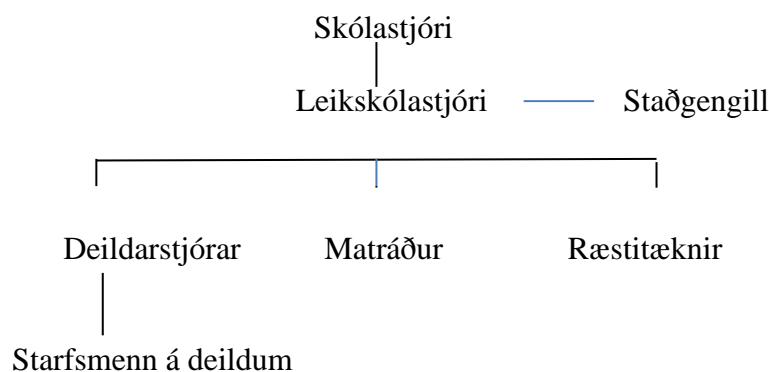 Skólastjóri
Leikskólastjóri Staðgengill
Deildarstjórar Matráður Ræstitæknir
Starfsmenn á deildum